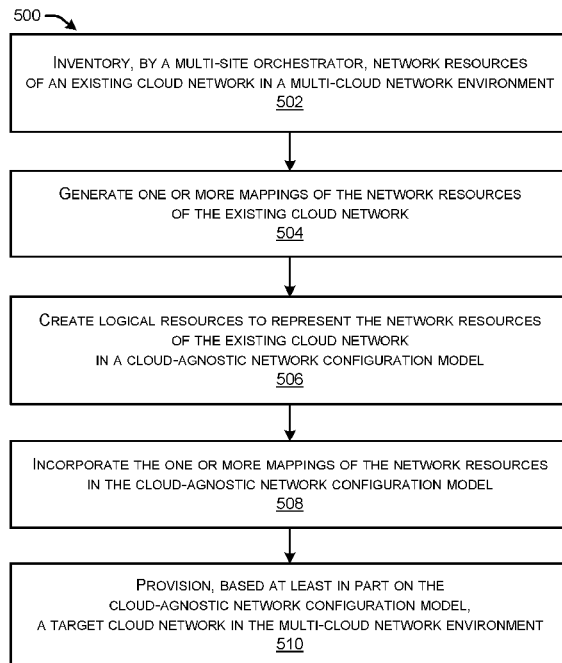 500
INVENTORY, BY A MULTI-SITE ORCHESTRATOR, NETWORK RESOURCES
OF AN EXISTING CLOUD NETWORK IN A MULTI-CLOUD NETWORK ENVIRONMENT
502
GENERATE ONE OR MORE MAPPINGS OF THE NETWORK RESOURCES
OF THE EXISTING CLOUD NETWORK
504
CREATE LOGICAL RESOURCES TO REPRESENT THE NETWORK RESOURCES
OF THE EXISTING CLOUD NETWORK
IN A CLOUD-AGNOSTIC NETWORK CONFIGURATION MODEL
506
INCORPORATE THE ONE OR MORE MAPPINGS OF THE NETWORK RESOURCES
IN THE CLOUD-AGNOSTIC NETWORK CONFIGURATION MODEL
508
PROVISION, BASED AT LEAST IN PART ON THE
CLOUD-AGNOSTIC NETWORK CONFIGURATION MODEL,
A TARGET CLOUD NETWORK IN THE MULTI-CLOUD NETWORK ENVIRONMENT
510